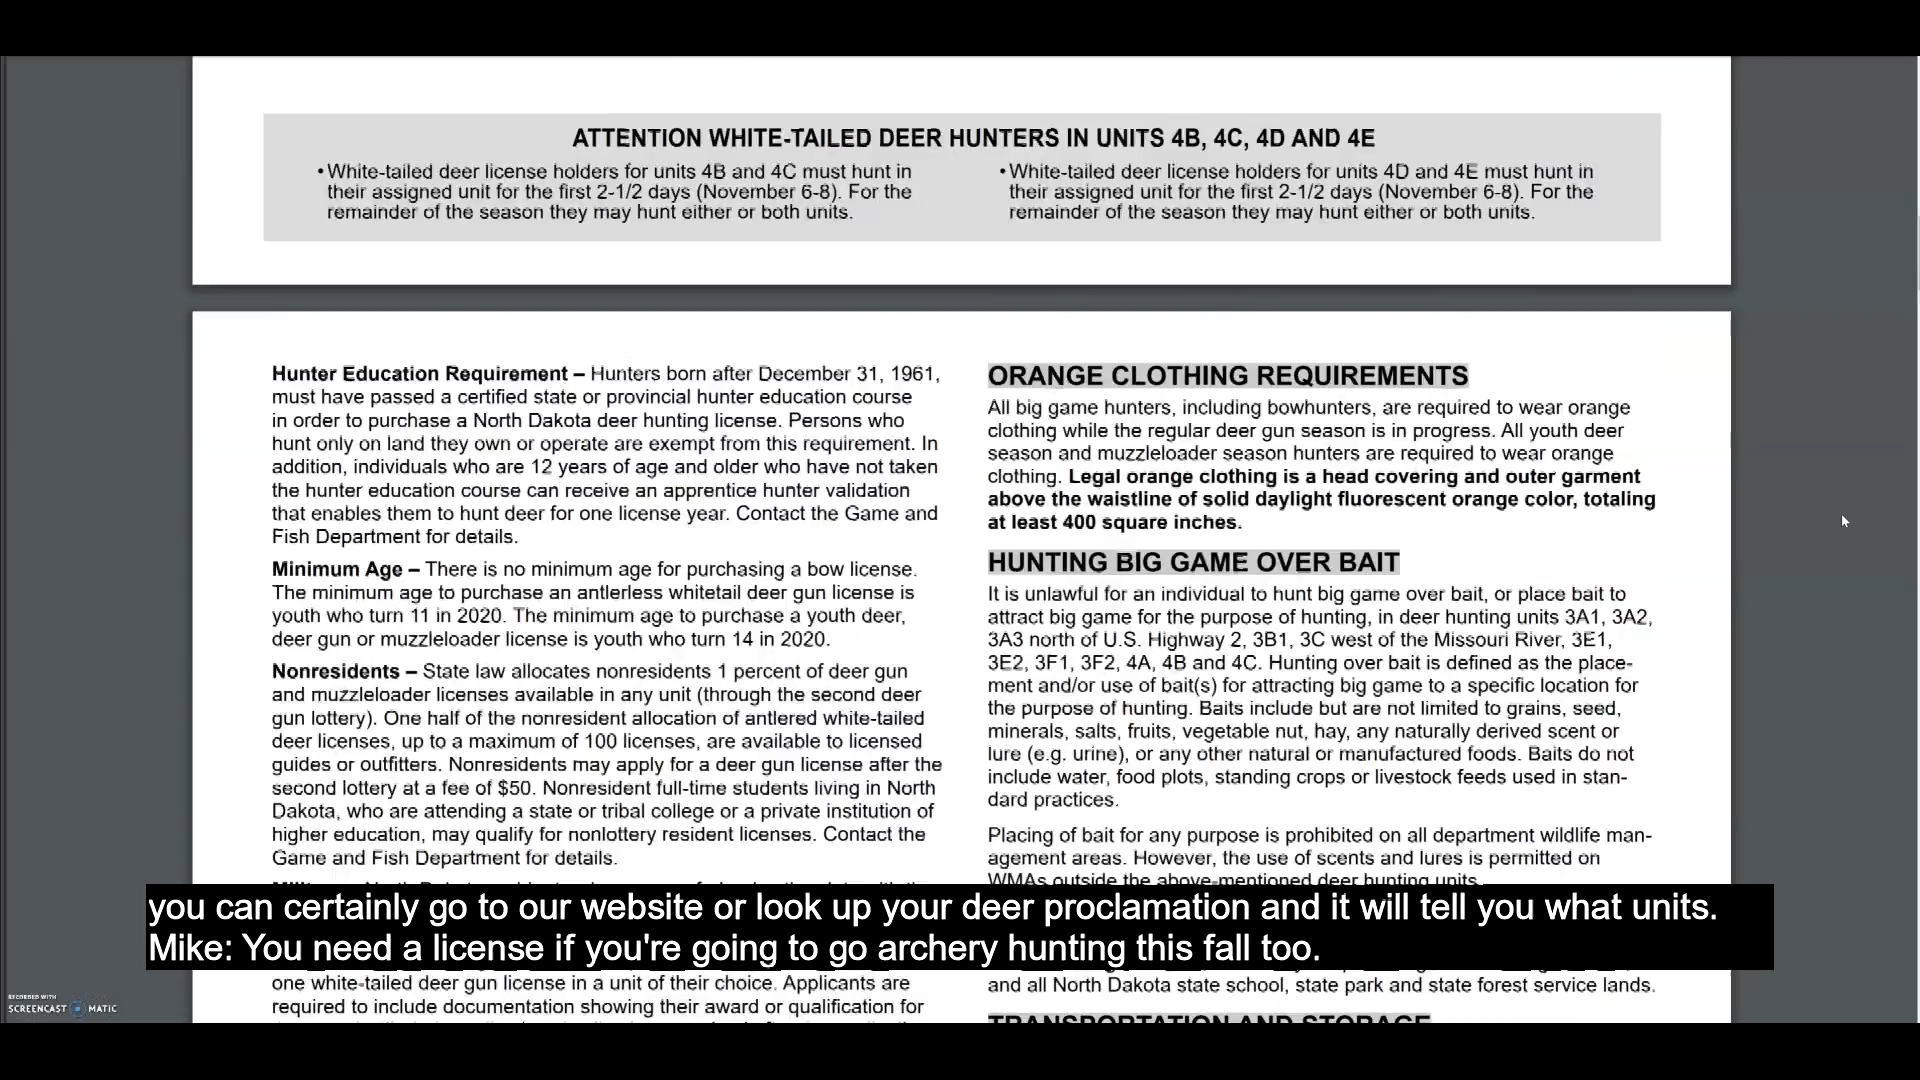 ATTENTION WHITE-TAILED DEER HUNTERS IN UNITS 4B, 4C, 4D AND 4E
• White-tailed deer license holders for units 4B and 4C must hunt in
their assigned unit for the first 2-1/2 days (November 6-8). For the
remainder of the season they may hunt either or both units.
• White-tailed deer license holders for units 4D and 4E must hunt in
their assigned unit for the first 2-1/2 days (November 6-8). For the
remainder of the season they may hunt either or both units.
Hunter Education Requirement – Hunters born after December 31, 1961,
must have passed a certified state or provincial hunter education course
in order to purchase a North Dakota deer hunting license. Persons who
hunt only on land they own or operate are exempt from this requirement. In
addition, individuals who are 12 years of age and older who have not taken
the hunter education course can receive an apprentice hunter validation
that enables them to hunt deer for one license year. Contact the Game and
Fish Department for details.
Minimum Age – There is no minimum age for purchasing a bow license.
The minimum age to purchase an antlerless whitetail deer gun license is
youth who turn 11 in 2020. The minimum age to purchase a youth deer,
deer gun or muzzleloader license is youth who turn 14 in 2020.
Nonresidents – State law allocates nonresidents 1 percent of deer gun
and muzzleloader licenses available in any unit (through the second deer
gun lottery). One half of the nonresident allocation of antlered white-tailed
deer licenses, up to a maximum of 100 licenses, are available to licensed
guides or outfitters. Nonresidents may apply for a deer gun license after the
second lottery at a fee of $50. Nonresident full-time students living in North
Dakota, who are attending a state or tribal college or a private institution of
higher education, may qualify for nonlottery resident licenses. Contact the
Game and Fish Department for details.
one white-tailed deer gun license in a unit of their choice. Applicants are
required to include documentation showing their award or qualification for
ORANGE CLOTHING REQUIREMENTS
All big game hunters, including bowhunters, are required to wear orange
clothing while the regular deer gun season is in progress. All youth deer
season and muzzleloader season hunters are required to wear orange
clothing. Legal orange clothing is a head covering and outer garment
above the waistline of solid daylight fluorescent orange color, totaling
at least 400 square inches.
HUNTING BIG GAME OVER BAIT
It is unlawful for an individual to hunt big game over bait, or place bait to
attract big game for the purpose of hunting, in deer hunting units 3A1, 3A2,
3A3 north of U.S. Highway 2, 3B1, 3C west of the Missouri River, 3E1,
3E2, 3F1, 3F2, 4A, 4B and 4C. Hunting over bait is defined as the place-
ment and/or use of bait(s) for attracting big game to a specific location for
the purpose of hunting. Baits include but are not limited to grains, seed,
minerals, salts, fruits, vegetable nut, hay, any naturally derived scent or
lure (e.g. urine), or any other natural or manufactured foods. Baits do not
include water, food plots, standing crops or livestock feeds used in stan-
dard practices.
Placing of bait for any purpose is prohibited on all department wildlife man-
agement areas. However, the use of scents and lures is permitted on
WMAs outside the above-mentioned deer hunting units.
and all North Dakota state school, state park and state forest service lands.
TRANSPORTATION AND STORAGE
you can certainly go to our website or look up your deer proclamation and it will tell you what units.
Mike: You need a license if you're going to go archery hunting this fall too.
RECORDED WITH
SCREENCAST MATIC